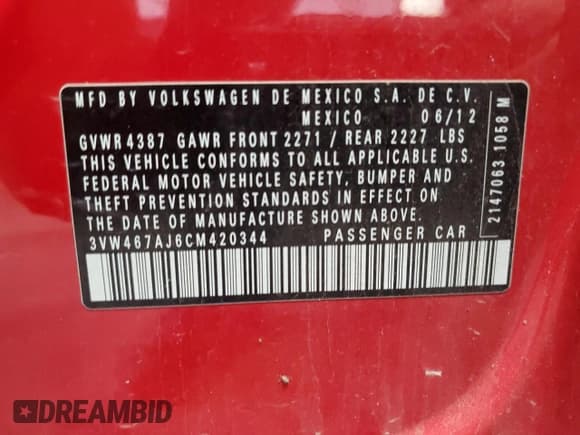 MFD BY VOLKSWAGEN DE MEXICO S.A. DE C.V.
MEXICO 06/12
GVWR 4387 GAWR FRONT 2271 / REAR 2227 LBS
THIS VEHICLE CONFORMS TO ALL APPLICABLE U.S.
FEDERAL MOTOR VEHICLE SAFETY, BUMPER AND
THEFT PREVENTION STANDARDS IN EFFECT ON
THE DATE OF MANUFACTURE SHOWN ABOVE.
3VW467AJ6CM420344 PASSENGER CAR
2147063 1058 M
DREAMBID